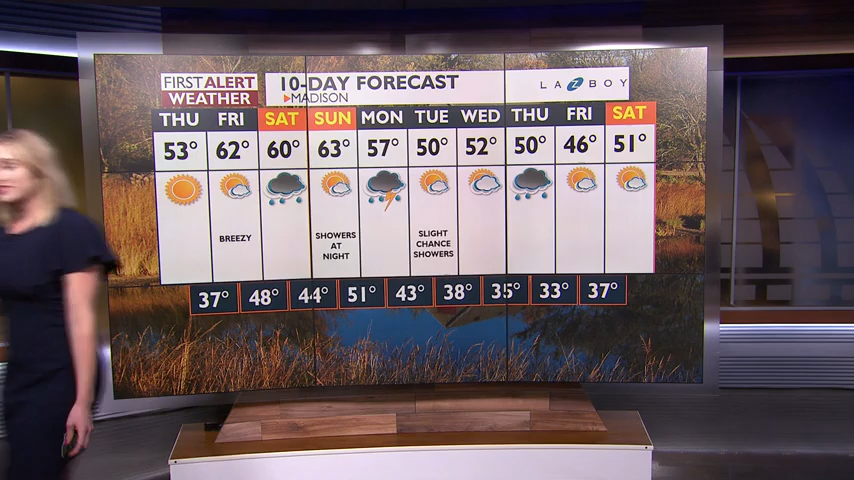 FIRST ALERT
WEATHER
10-DAY FORECAST
MADISON
LA Z BOY
THU FRI SAT SUN MON TUE WED THU FRI SAT
53° 62° 60° 63° 57° 50° 52° 50° 46° 51°
BREEZY
SHOWERS
AT
NIGHT
SLIGHT
CHANCE
SHOWERS
37° 48° 44° 51° 43° 38° 35° 33° 37°